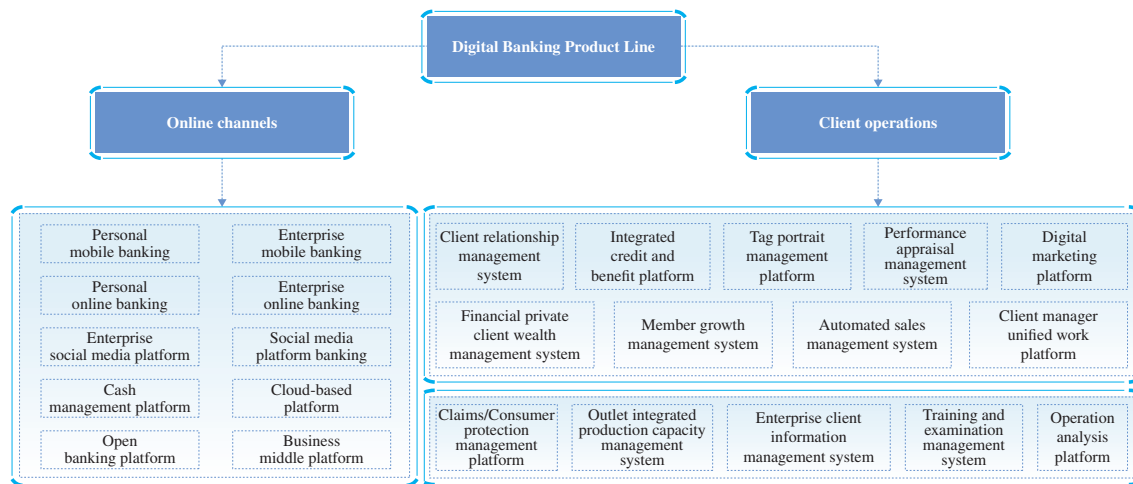 Digital Banking Product Line
Online channels
Client operations
Personal
mobile banking
Enterprise
mobile banking
Personal
online banking
Enterprise
online banking
Enterprise
social media platform
Social media
platform banking
Cash
management platform
Cloud-based
platform
Open
banking platform
Business
middle platform
Client relationship
management
system
Integrated
credit and
benefit platform
Tag portrait
management
platform
Performance
appraisal
management
system
Digital
marketing
platform
Financial private
client wealth
management system
Member growth
management system
Automated sales
management system
Client manager
unified work
platform
Claims/Consumer
protection
management
platform
Outlet integrated
production capacity
management
system
Enterprise client
information
management system
Training and
examination
management
system
Operation
analysis
platform